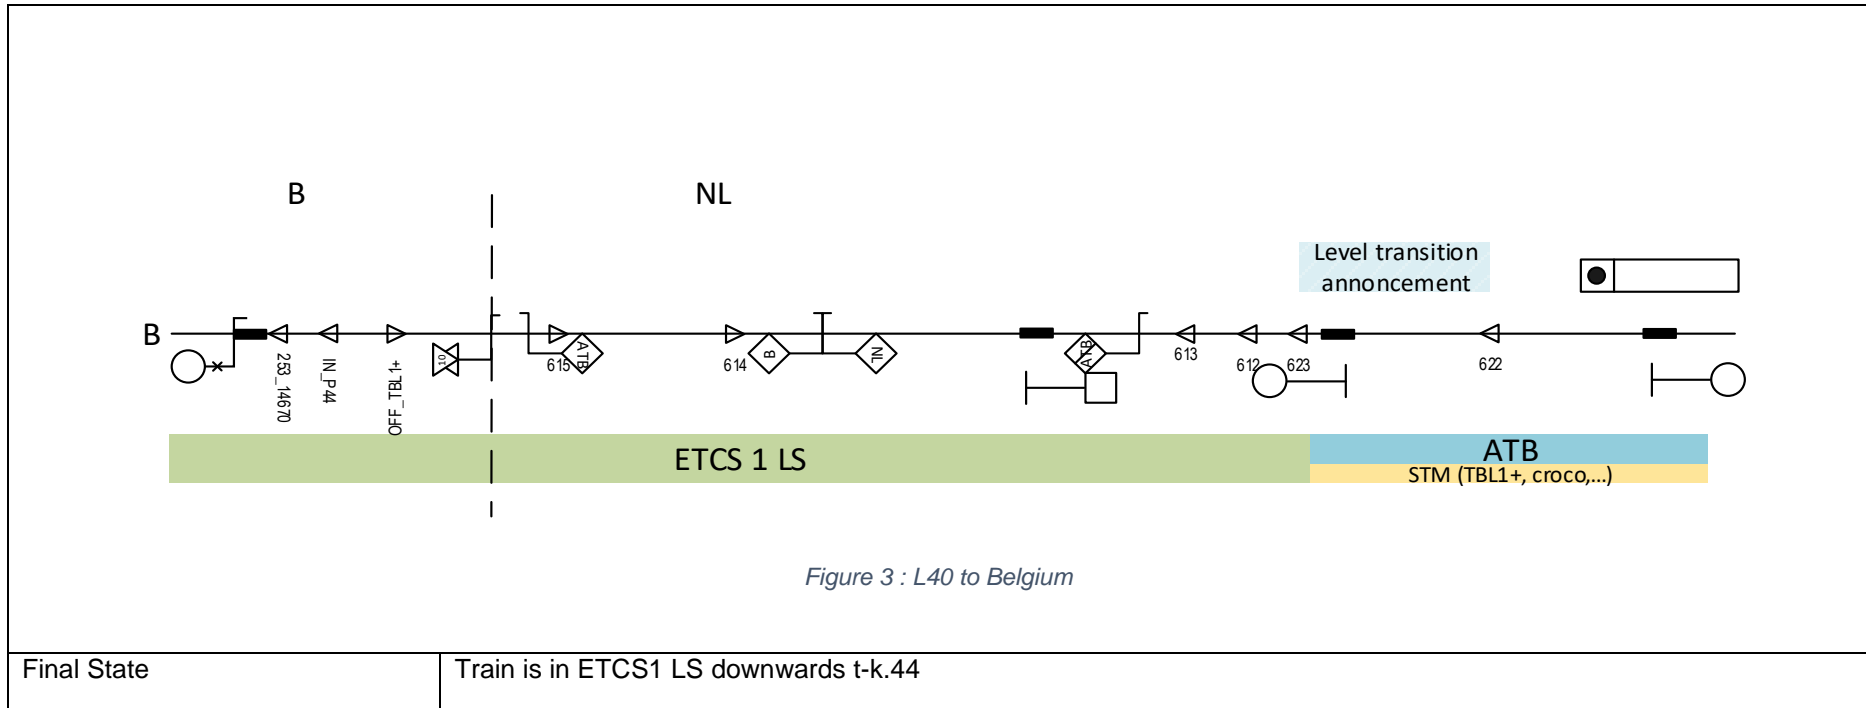 B
NL
Level transition
annoncement
B
253_14670
IN_P44
OFF_TBL1+
10
615
ATB
614
B
NL
ATB
613
612
623
622
ETCS 1 LS
ATB
STM (TBL1+, croco,...)
Figure 3 : L40 to Belgium
Final State
Train is in ETCS1 LS downwards t-k.44